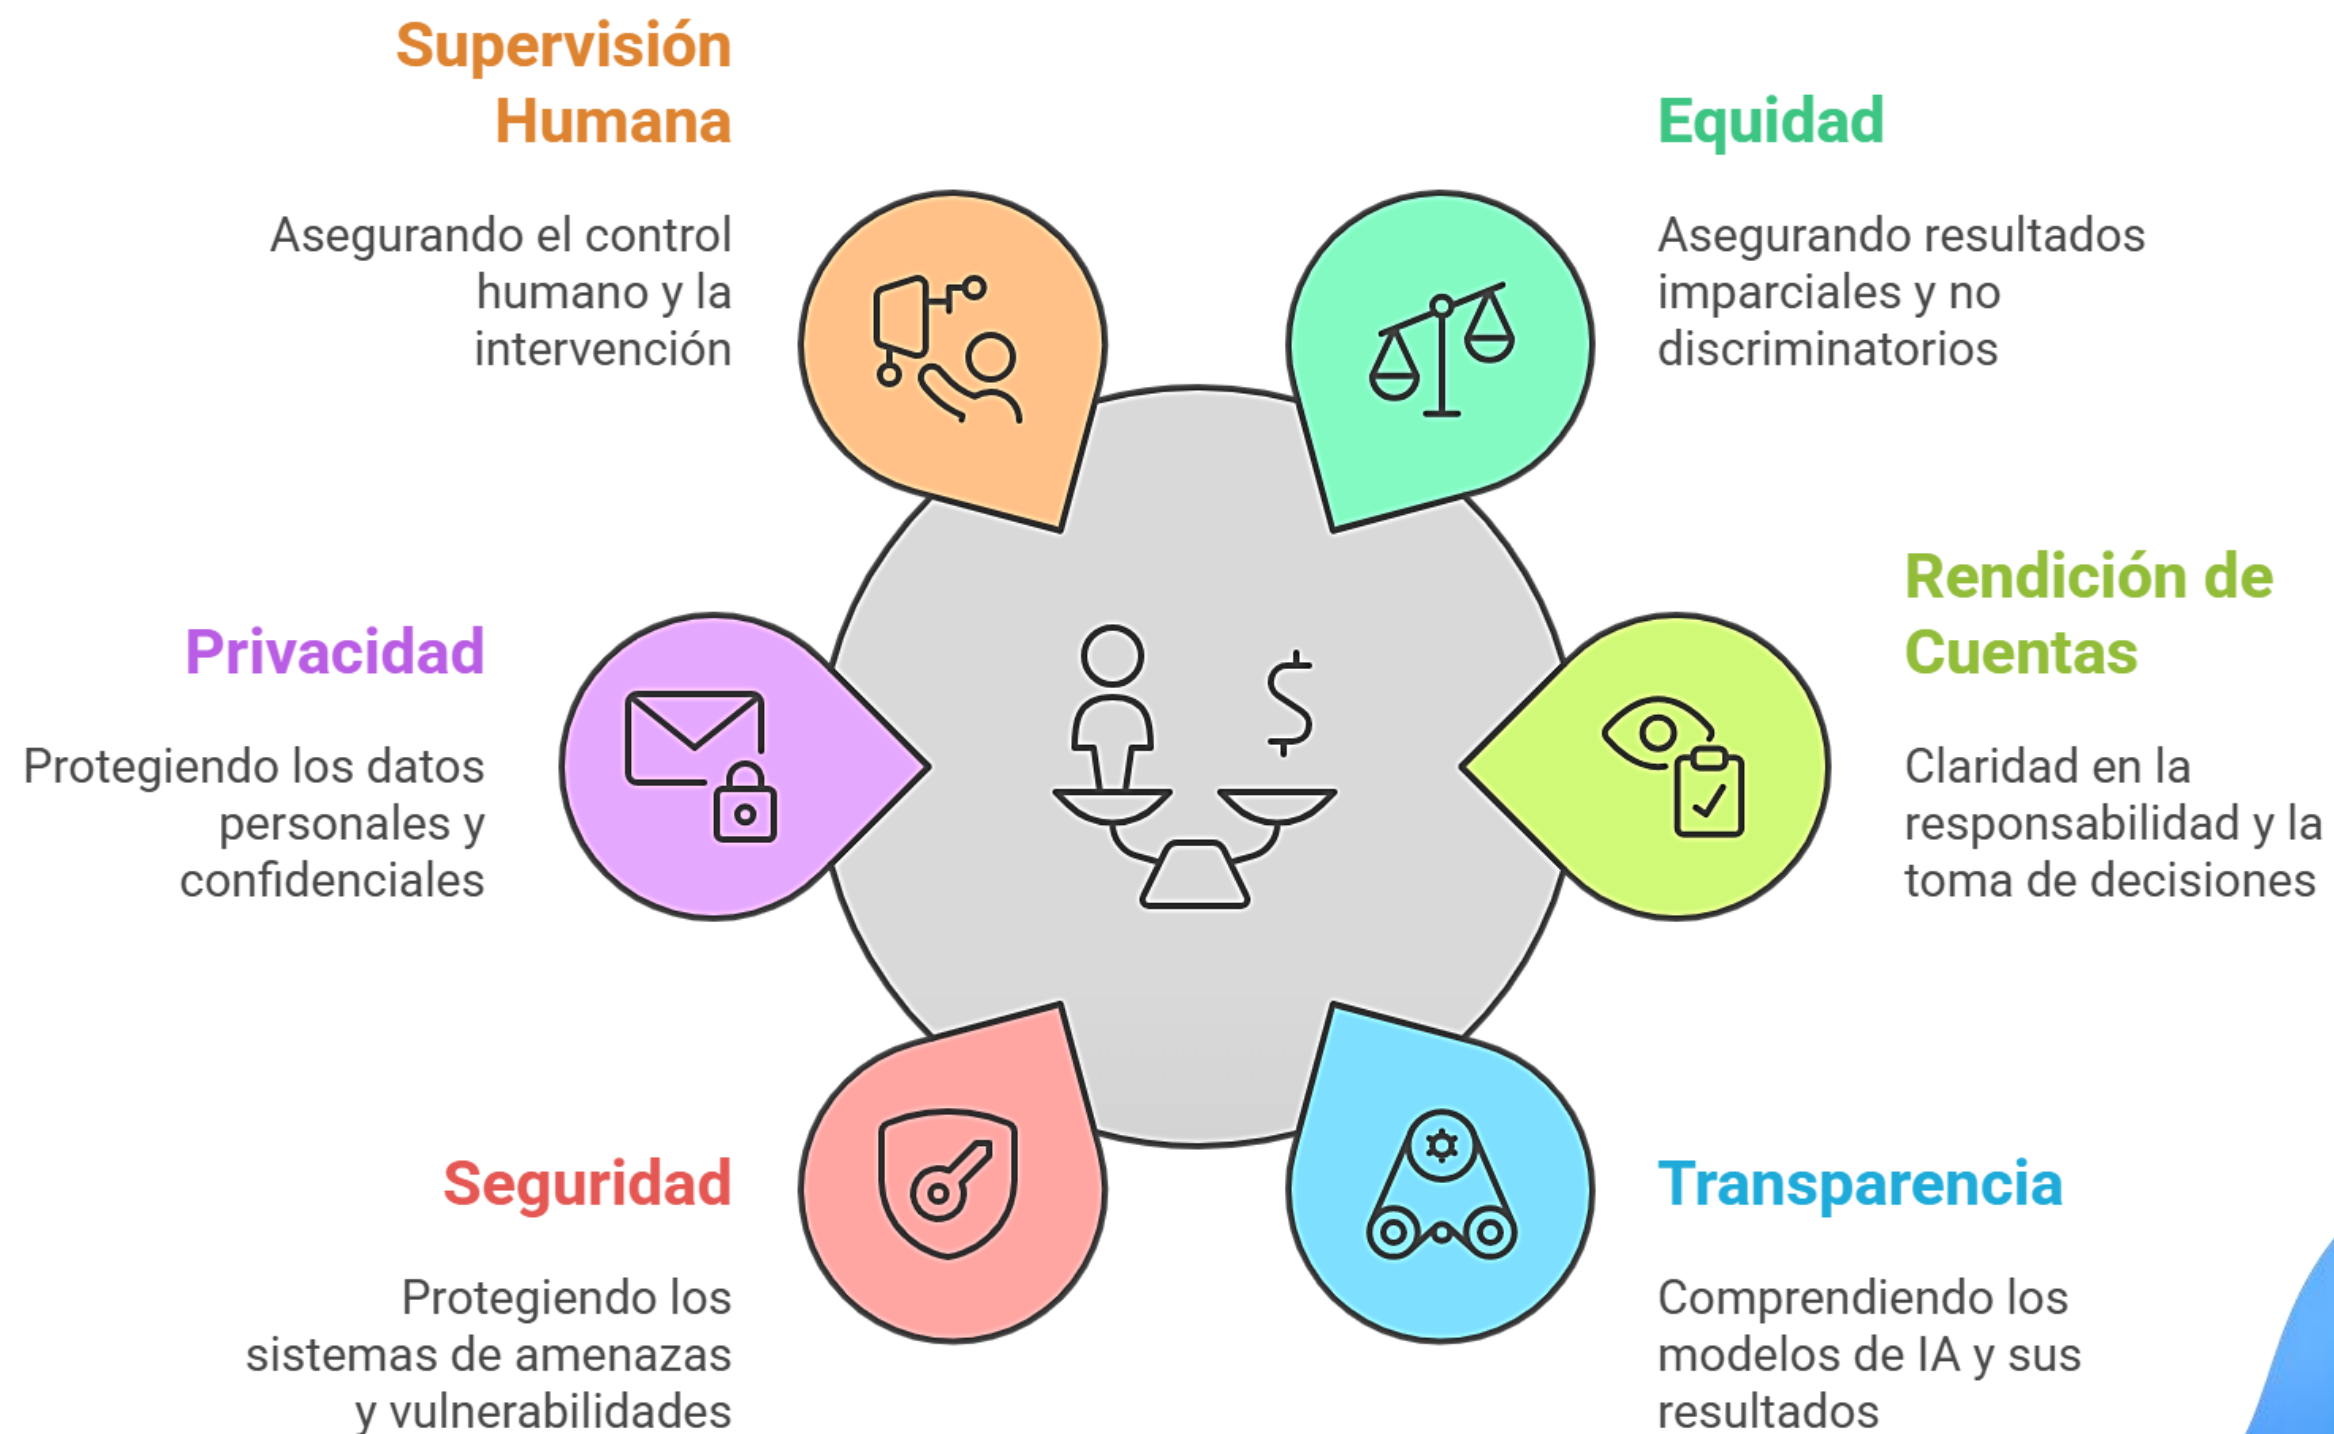 Supervisión
Humana
Asegurando el control
humano y la
intervención
Equidad
Asegurando resultados
imparciales y no
discriminatorios
Privacidad
Protegiendo los datos
personales y
confidenciales
Rendición de
Cuentas
Claridad en la
responsabilidad y la
toma de decisiones
Seguridad
Protegiendo los
sistemas de amenazas
y vulnerabilidades
Transparencia
Comprendiendo los
modelos de IA y sus
resultados
$